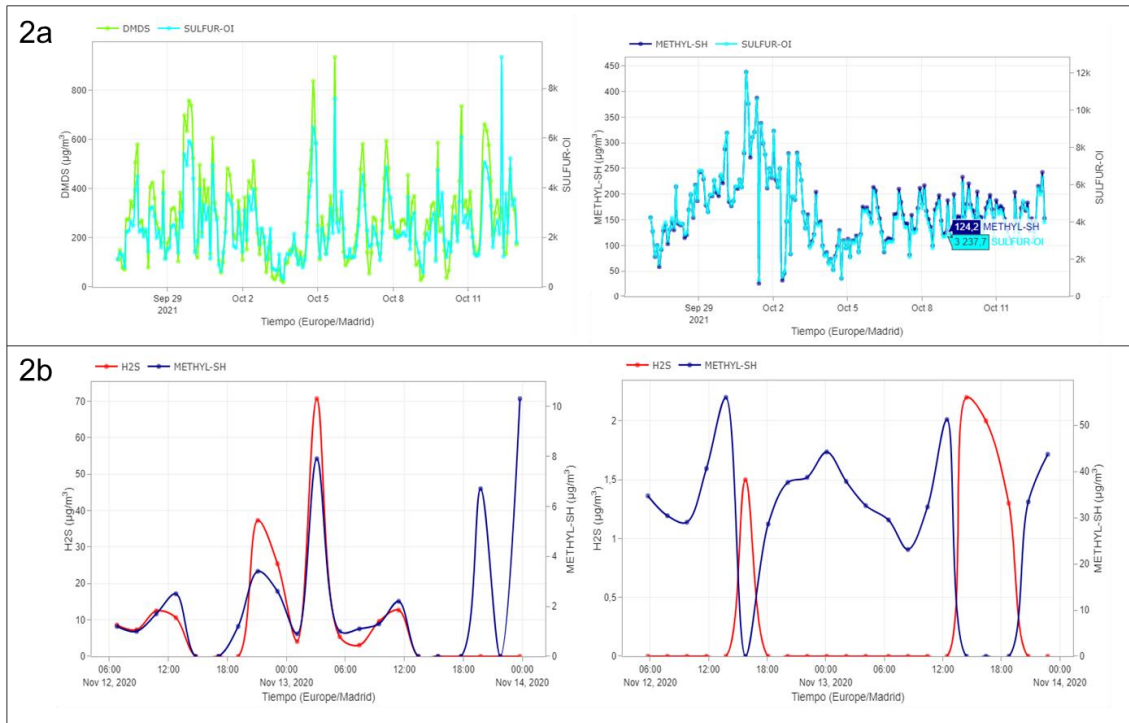 2a
DMDS SULFUR-OI
800
600
400
200
0
DMDS (µg/m³)
8k
6k
4k
2k
0
SULFUR-OI
Sep 29
2021
Oct 2
Oct 5
Oct 8
Oct 11
Tiempo (Europe/Madrid)
METHYL-SH SULFUR-OI
450
400
350
300
250
200
150
100
50
0
METHYL-SH (µg/m³)
12k
10k
8k
6k
4k
2k
0
SULFUR-OI
124,2 METHYL-SH
3 237,7 SULFUR-OI
Sep 29
2021
Oct 2
Oct 5
Oct 8
Oct 11
Tiempo (Europe/Madrid)
2b
H2S METHYL-SH
70
60
50
40
30
20
10
0
H2S (µg/m³)
10
8
6
4
2
0
METHYL-SH (µg/m³)
06:00
Nov 12, 2020
12:00
18:00
00:00
Nov 13, 2020
06:00
12:00
18:00
00:00
Nov 14, 2020
Tiempo (Europe/Madrid)
H2S METHYL-SH
2
1,5
1
0,5
0
H2S (µg/m³)
50
40
30
20
10
0
METHYL-SH (µg/m³)
06:00
Nov 12, 2020
12:00
18:00
00:00
Nov 13, 2020
06:00
12:00
18:00
00:00
Nov 14, 2020
Tiempo (Europe/Madrid)